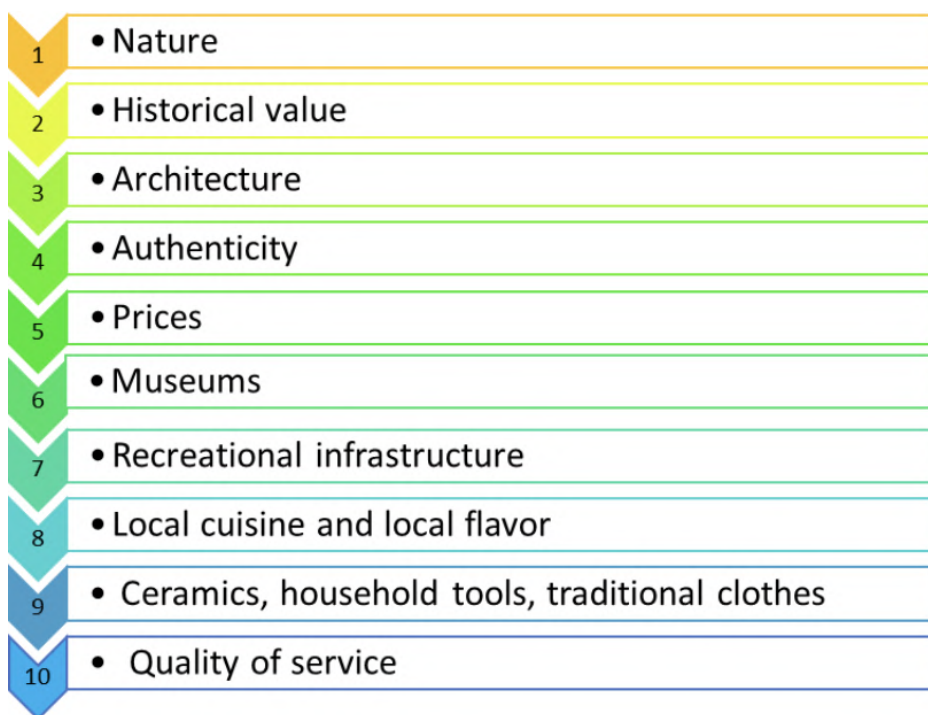 1 • Nature
2 • Historical value
3 • Architecture
4 • Authenticity
5 • Prices
6 • Museums
7 • Recreational infrastructure
8 • Local cuisine and local flavor
9 • Ceramics, household tools, traditional clothes
10 • Quality of service